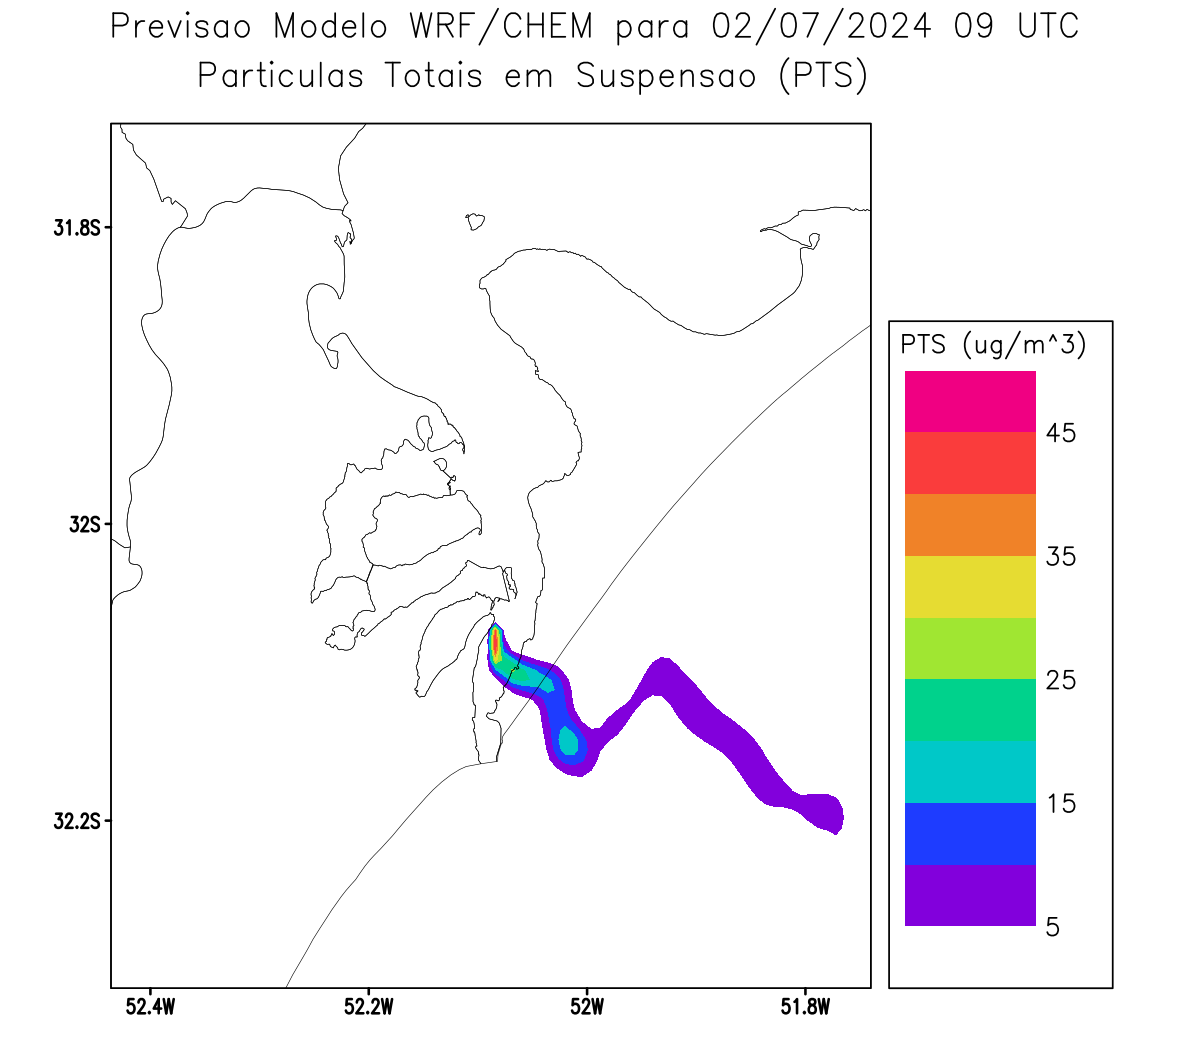 Previsao Modelo WRF/CHEM para 02/07/2024 09 UTC
Particulas Totais em Suspensao (PTS)
31.8S
32S
32.2S
52.4W
52.2W
52W
51.8W
PTS (ug/m^3)
45
35
25
15
5